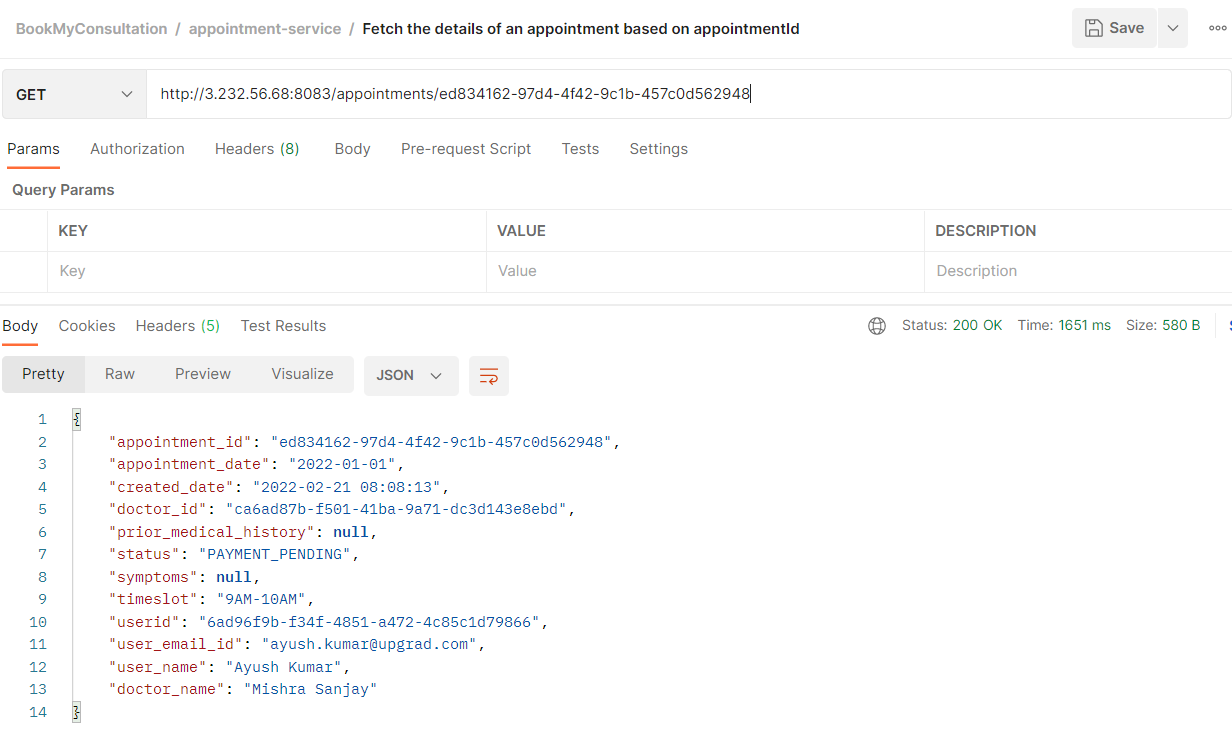 BookMyConsultation / appointment-service / Fetch the details of an appointment based on appointmentId
Save
GET http://3.232.56.68:8083/appointments/ed834162-97d4-4f42-9c1b-457c0d562948
Params Authorization Headers (8) Body Pre-request Script Tests Settings
Query Params
KEY VALUE DESCRIPTION
Key Value Description
Body Cookies Headers (5) Test Results Status: 200 OK Time: 1651 ms Size: 580 B
Pretty Raw Preview Visualize JSON
1 {
2 "appointment_id": "ed834162-97d4-4f42-9c1b-457c0d562948",
3 "appointment_date": "2022-01-01",
4 "created_date": "2022-02-21 08:08:13",
5 "doctor_id": "ca6ad87b-f501-41ba-9a71-dc3d143e8ebd",
6 "prior_medical_history": null,
7 "status": "PAYMENT_PENDING",
8 "symptoms": null,
9 "timeslot": "9AM-10AM",
10 "userid": "6ad96f9b-f34f-4851-a472-4c85c1d79866",
11 "user_email_id": "ayush.kumar@upgrad.com",
12 "user_name": "Ayush Kumar",
13 "doctor_name": "Mishra Sanjay"
14 }